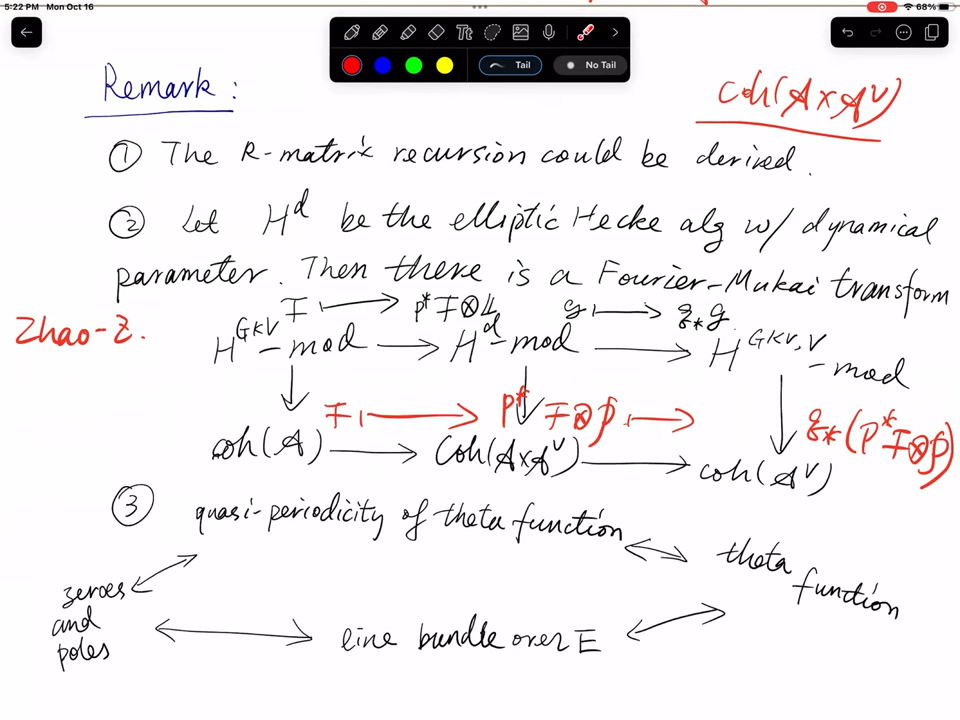 5:22 PM Mon Oct 16
68%
Tt
Tail
No Tail
Remark:
Coh(A×A^∨)
① The R-matrix recursion could be derived.
② Let H^d be the elliptic Hecke alg w/ dynamical
parameter. Then there is a Fourier-Mukai transform
F ↦ p*F⊗L g ↦ q_*g
Zhao-Z.
H^{GKV}-mod → H^d-mod → H^{GKV,∨}-mod
F ↦ p*F⊗P ↦ q_*(p*F⊗P)
coh(A) → Coh(A×A^∨) → coh(A^∨)
③ quasi-periodicity of theta function
theta
function
zeroes
and
poles
line bundle over E